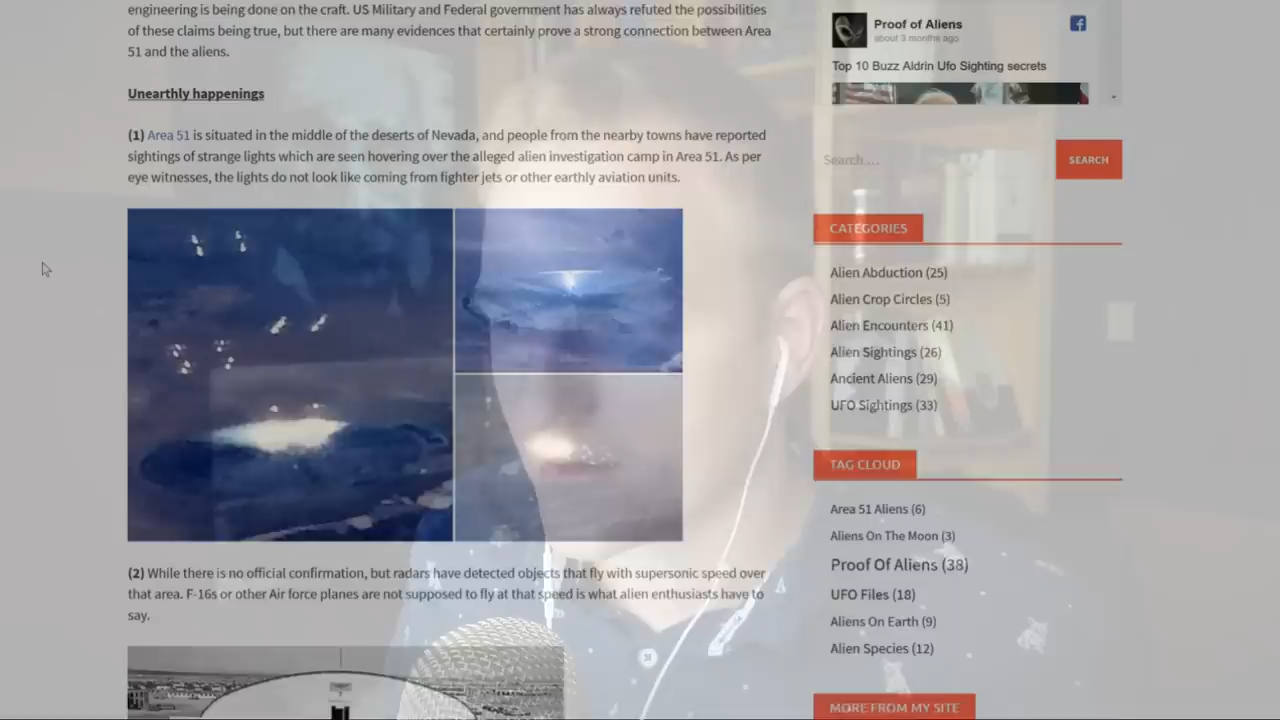 engineering is being done on the craft. US Military and Federal government has always refuted the possibilities
of these claims being true, but there are many evidences that certainly prove a strong connection between Area
51 and the aliens.
Unearthly happenings
(1) Area 51 is situated in the middle of the deserts of Nevada, and people from the nearby towns have reported
sightings of strange lights which are seen hovering over the alleged alien investigation camp in Area 51. As per
eye witnesses, the lights do not look like coming from fighter jets or other earthly aviation units.
(2) While there is no official confirmation, but radars have detected objects that fly with supersonic speed over
that area. F-16s or other Air force planes are not supposed to fly at that speed is what alien enthusiasts have to
say.
Proof of Aliens
about 3 months ago
Top 10 Buzz Aldrin Ufo Sighting secrets
Search ...
SEARCH
CATEGORIES
Alien Abduction (25)
Alien Crop Circles (5)
Alien Encounters (41)
Alien Sightings (26)
Ancient Aliens (29)
UFO Sightings (33)
TAG CLOUD
Area 51 Aliens (6)
Aliens On The Moon (3)
Proof Of Aliens (38)
UFO Files (18)
Aliens On Earth (9)
Alien Species (12)
MORE FROM MY SITE